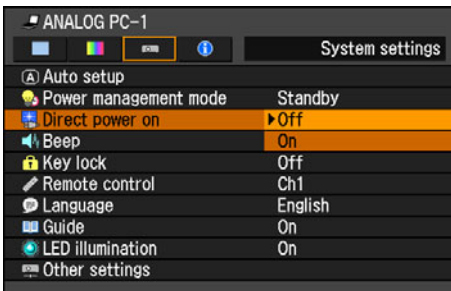 ANALOG PC-1
System settings
A Auto setup
Power management mode Standby
Direct power on Off
Beep On
Key lock Off
Remote control Ch1
Language English
Guide On
LED illumination On
Other settings